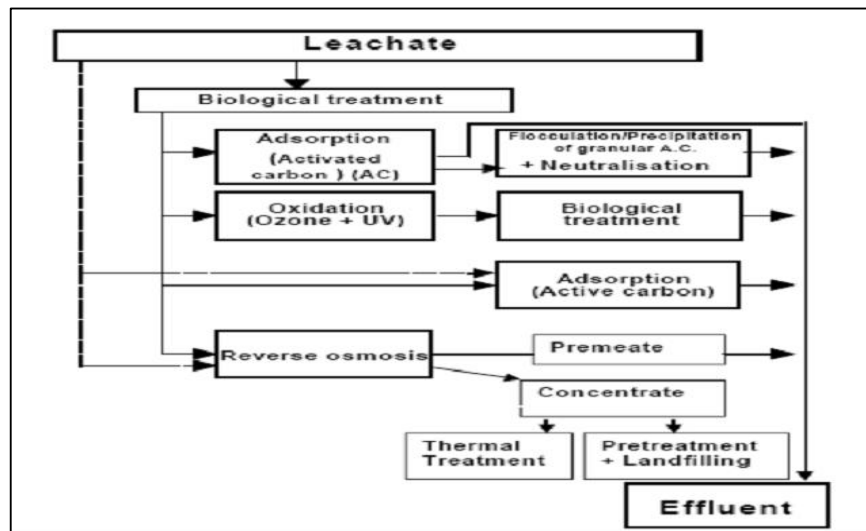 Leachate
Biological treatment
Adsorption
(Activated
carbon ) (AC)
Flocculation/Precipitation
of granular A.C.
+ Neutralisation
Oxidation
(Ozone + UV)
Biological
treatment
Adsorption
(Active carbon)
Reverse osmosis
Premeate
Concentrate
Thermal
Treatment
Pretreatment
+ Landfilling
Effluent